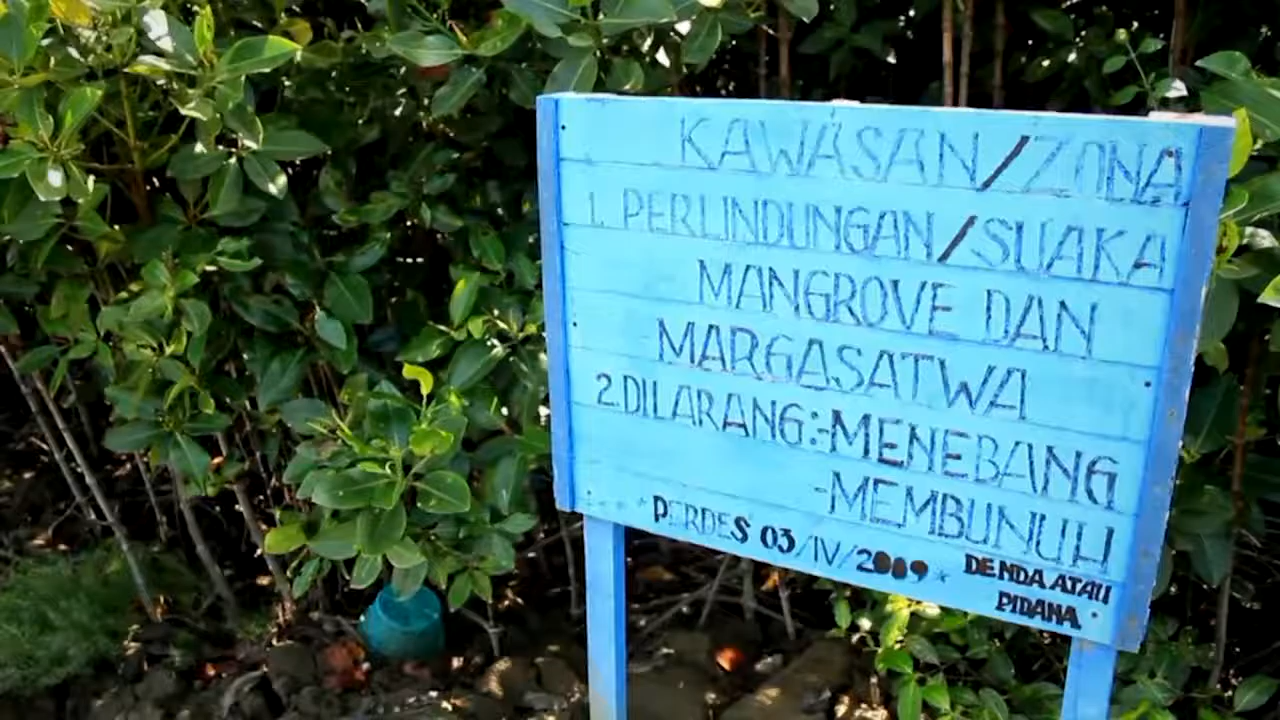 KAWASAN/ZONA
1. PERLINDUNGAN/SUAKA
MANGROVE DAN
MARGASATWA
2.DILARANG:-MENEBANG
-MEMBUNUH
* PERDES 03/IV/2009 *
DENDA ATAU
PIDANA